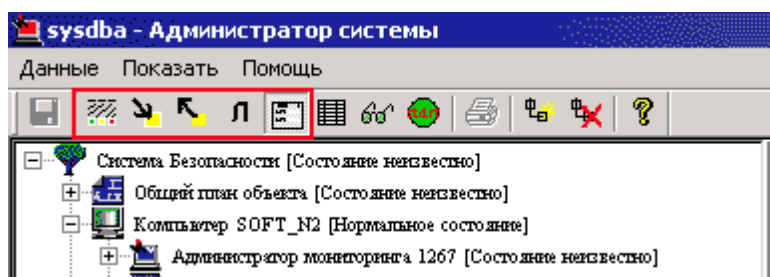 sysdba - Администратор системы
Данные Показать Помощь
Л
?
Система Безопасности [Состояние неизвестно]
Общий план объекта [Состояние неизвестно]
Компьютер SOFT_N2 [Нормальное состояние]
Администратор мониторинга 1267 [Состояние неизвестно]